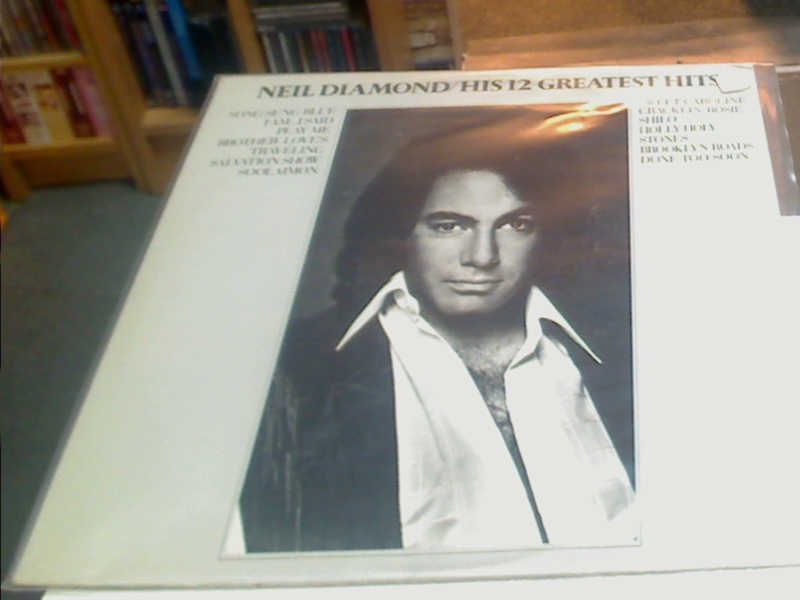 NEIL DIAMOND/HIS 12 GREATEST HITS
SONG SUNG BLUE
I AM...I SAID
PLAY ME
BROTHER LOVE'S
TRAVELING
SALVATION SHOW
SOOLAIMON
SWEET CAROLINE
CRACKLIN' ROSIE
SHILO
HOLLY HOLY
STONES
BROOKLYN ROADS
DONE TOO SOON